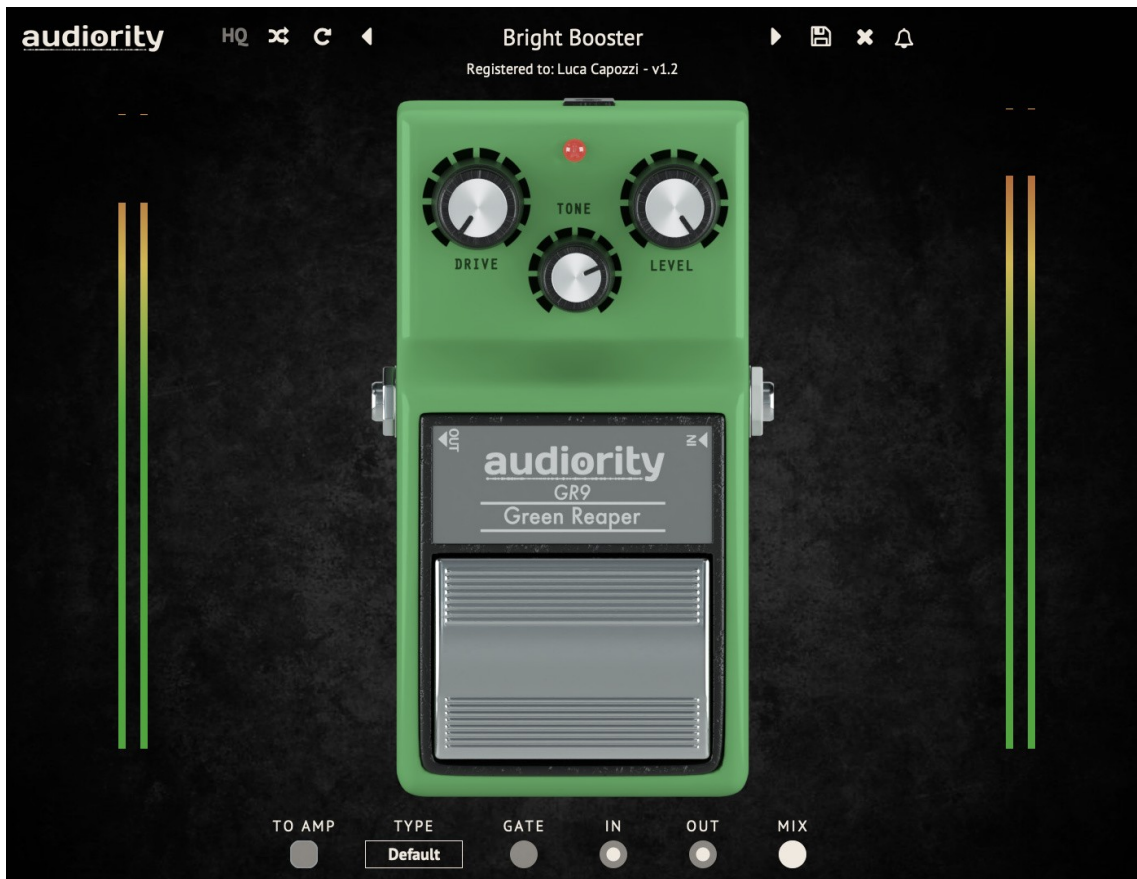 audiority
HQ
Bright Booster
Registered to: Luca Capozzi - v1.2
TONE
DRIVE
LEVEL
OUT
IN
audiority
GR9
Green Reaper
TO AMP
TYPE
GATE
IN
OUT
MIX
Default